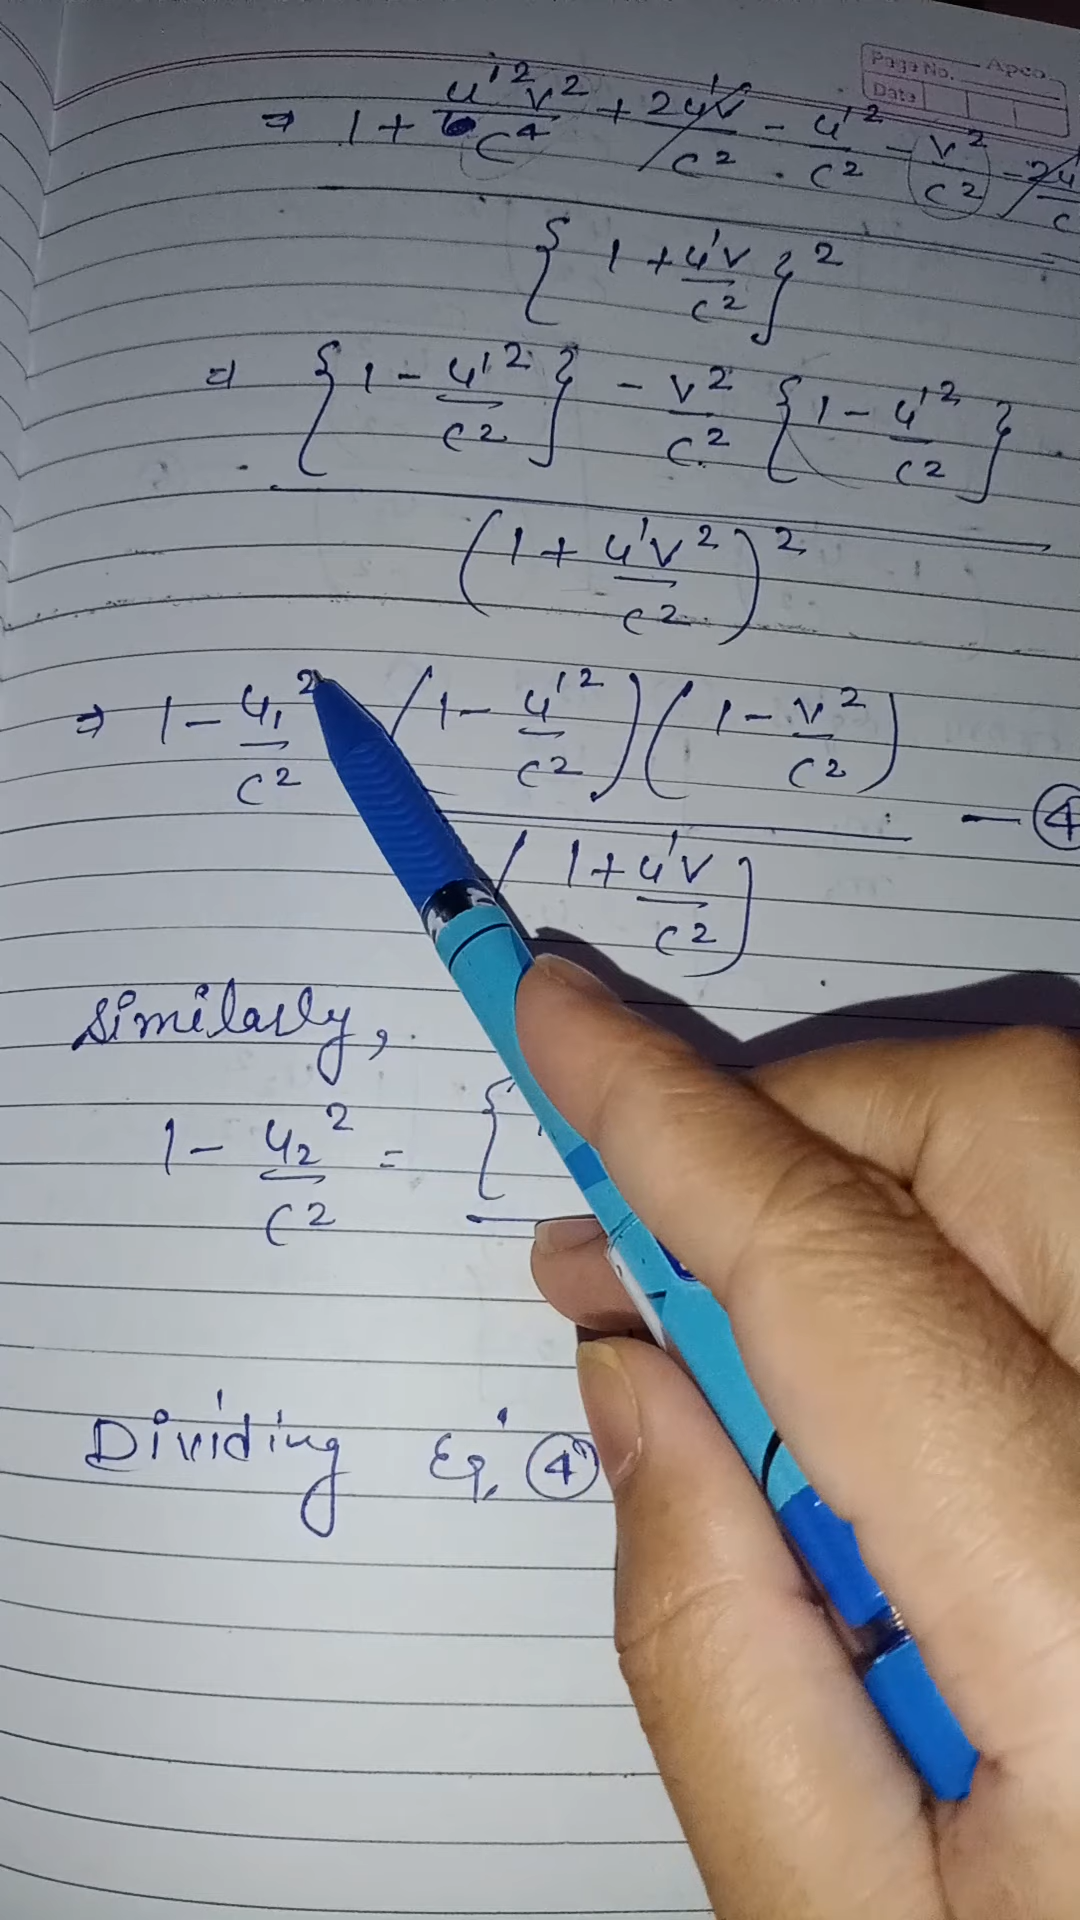 Page No. Apco
Date
⇒ 1 + u'²v²/c⁴ + 2u'v/c² - u'²/c² - v²/c² - 2u'/c
{1 + u'v/c²}²
⇒ {1 - u'²/c²} - v²/c² {1 - u'²/c²}
(1 + u'v²/c²)²
⇒ 1 - u₁²/c² (1 - u'²/c²) (1 - v²/c²) — ④
(1 + u'v/c²)
Similarly,
1 - u₂²/c² = {
Dividing Eq. ④